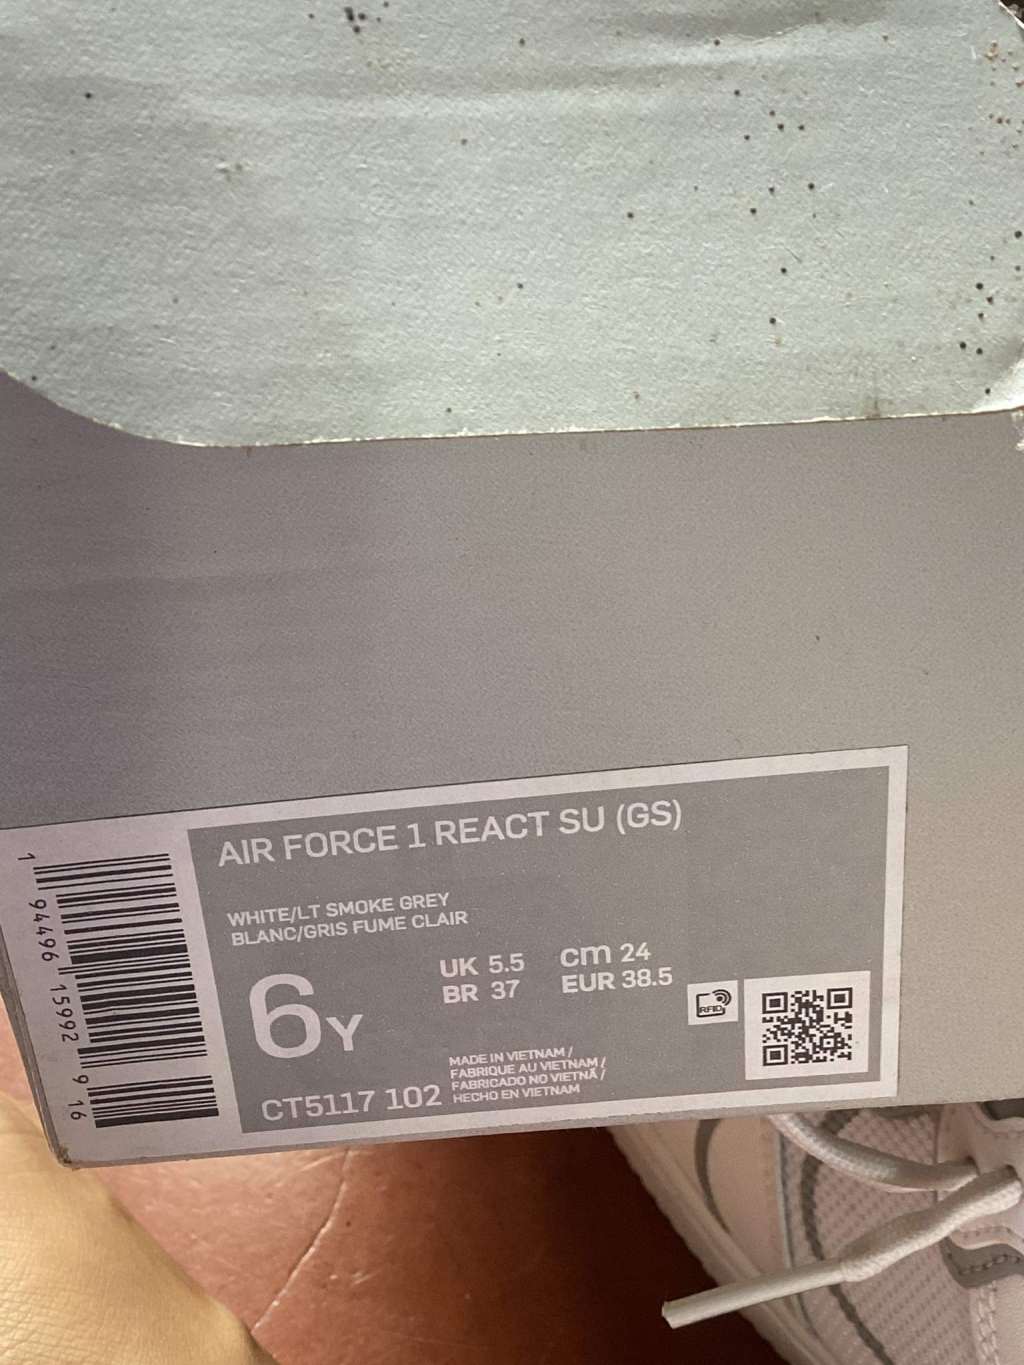 AIR FORCE 1 REACT SU (GS)
WHITE/LT SMOKE GREY
BLANC/GRIS FUME CLAIR
6Y
UK 5.5 cm 24
BR 37 EUR 38.5
RFID
MADE IN VIETNAM /
FABRIQUE AU VIETNAM /
FABRICADO NO VIETNÃ /
HECHO EN VIETNAM
CT5117 102
1 94496 15992 9 16